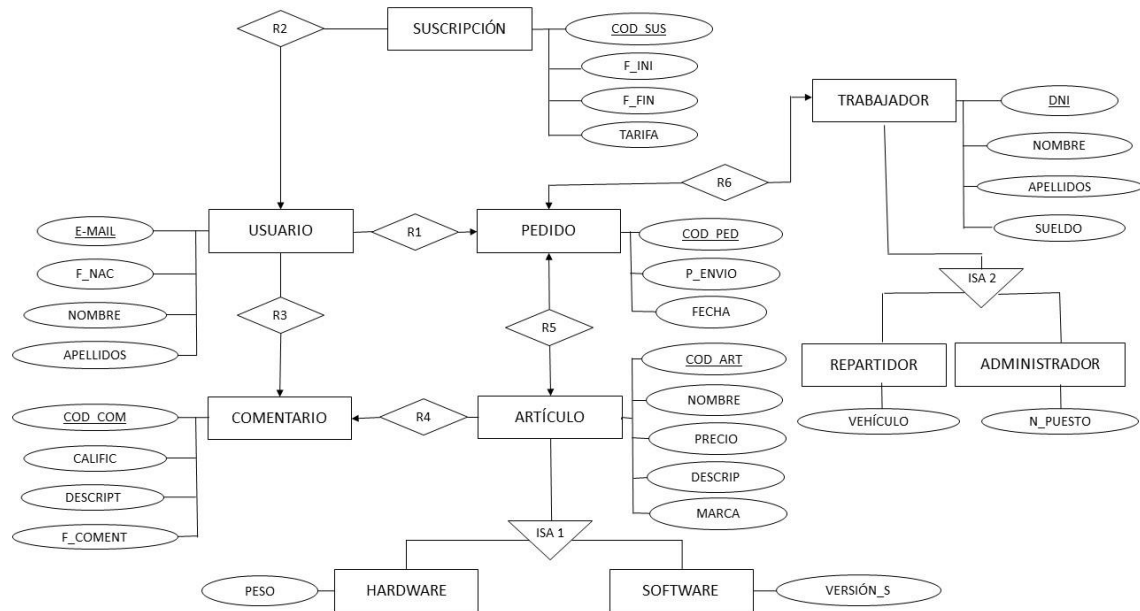 R2
SUSCRIPCIÓN
COD_SUS
F_INI
F_FIN
TARIFA
TRABAJADOR
DNI
NOMBRE
APELLIDOS
SUELDO
R6
E-MAIL
F_NAC
NOMBRE
APELLIDOS
USUARIO
R1
PEDIDO
COD_PED
P_ENVIO
FECHA
R3
R5
ISA 2
REPARTIDOR
ADMINISTRADOR
VEHÍCULO
N_PUESTO
COD_COM
CALIFIC
DESCRIPT
F_COMENT
COMENTARIO
R4
ARTÍCULO
COD_ART
NOMBRE
PRECIO
DESCRIP
MARCA
ISA 1
PESO
HARDWARE
SOFTWARE
VERSIÓN_S